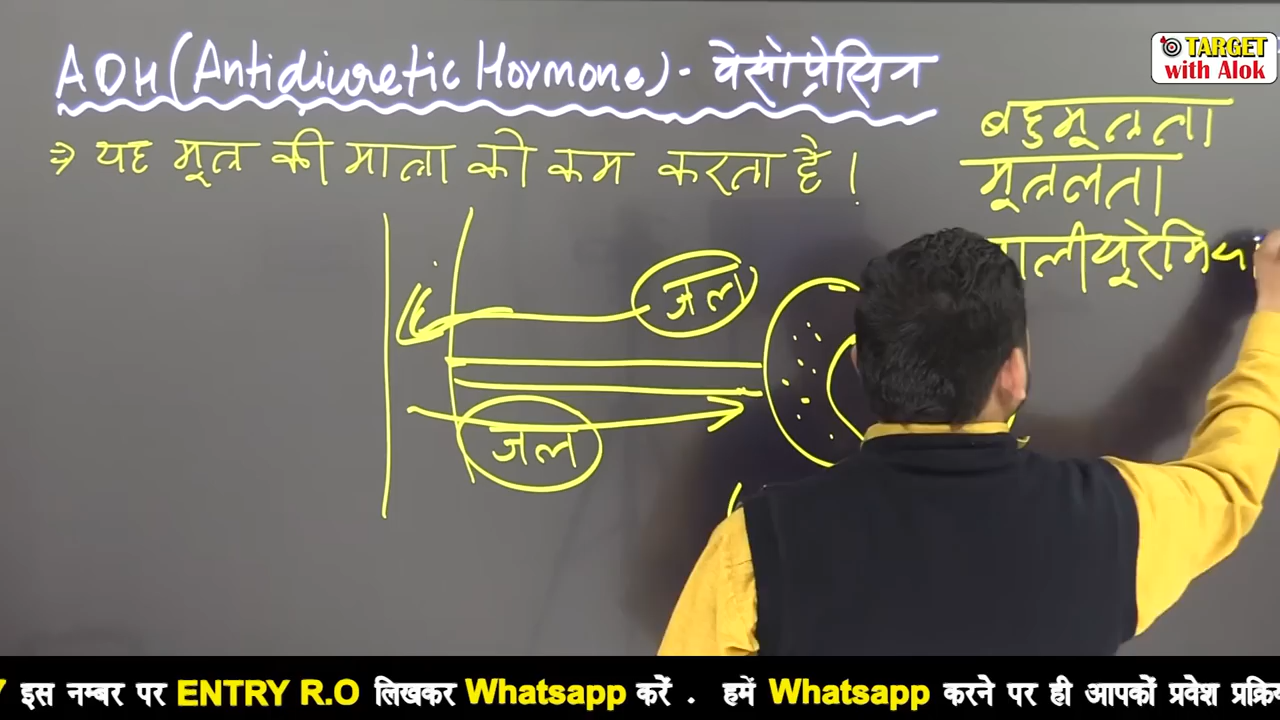 ADH (Antidiuretic Hormone) - वेसोप्रेसिन
⇒ यह मूत्र की मात्रा को कम करता है।
बहुमूत्रता
मूत्रलता
पालीयूरेमिया
जल
जल
TARGET
with Alok
इस नम्बर पर ENTRY R.O लिखकर Whatsapp करें . हमें Whatsapp करने पर ही आपकों प्रवेश